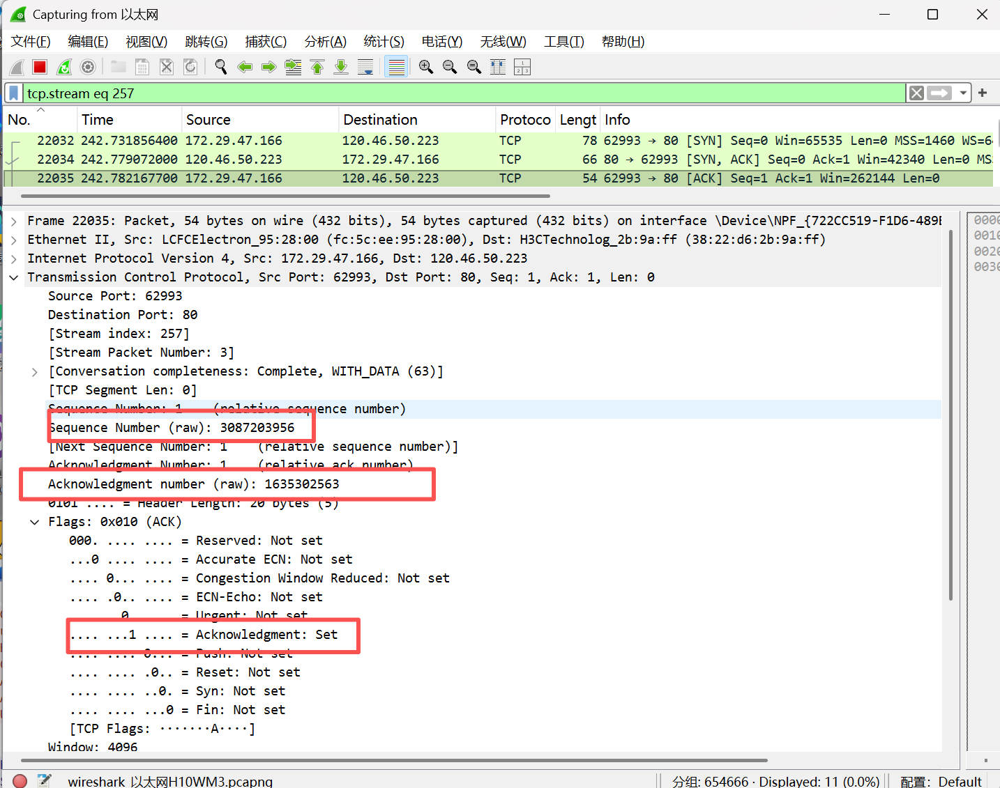 Capturing from 以太网
文件(F) 编辑(E) 视图(V) 跳转(G) 捕获(C) 分析(A) 统计(S) 电话(Y) 无线(W) 工具(T) 帮助(H)
tcp.stream eq 257
No. Time Source Destination Protoco Lengt Info
22032 242.731856400 172.29.47.166 120.46.50.223 TCP 78 62993 → 80 [SYN] Seq=0 Win=65535 Len=0 MSS=1460 WS=64
22034 242.779072000 120.46.50.223 172.29.47.166 TCP 66 80 → 62993 [SYN, ACK] Seq=0 Ack=1 Win=42340 Len=0 MS
22035 242.782167700 172.29.47.166 120.46.50.223 TCP 54 62993 → 80 [ACK] Seq=1 Ack=1 Win=262144 Len=0
Frame 22035: Packet, 54 bytes on wire (432 bits), 54 bytes captured (432 bits) on interface \Device\NPF_{722CC519-F1D6-489E
Ethernet II, Src: LCFCElectron_95:28:00 (fc:5c:ee:95:28:00), Dst: H3CTechnolog_2b:9a:ff (38:22:d6:2b:9a:ff)
Internet Protocol Version 4, Src: 172.29.47.166, Dst: 120.46.50.223
Transmission Control Protocol, Src Port: 62993, Dst Port: 80, Seq: 1, Ack: 1, Len: 0
Source Port: 62993
Destination Port: 80
[Stream index: 257]
[Stream Packet Number: 3]
[Conversation completeness: Complete, WITH_DATA (63)]
[TCP Segment Len: 0]
Sequence Number: 1 (relative sequence number)
Sequence Number (raw): 3087203956
[Next Sequence Number: 1 (relative sequence number)]
Acknowledgment Number: 1 (relative ack number)
Acknowledgment number (raw): 1635302563
0101 .... = Header Length: 20 bytes (5)
Flags: 0x010 (ACK)
000. .... .... = Reserved: Not set
...0 .... .... = Accurate ECN: Not set
.... 0... .... = Congestion Window Reduced: Not set
.... .0.. .... = ECN-Echo: Not set
.... ..0. .... = Urgent: Not set
.... ...1 .... = Acknowledgment: Set
.... .... 0... = Push: Not set
.... .... .0.. = Reset: Not set
.... .... ..0. = Syn: Not set
.... .... ...0 = Fin: Not set
[TCP Flags: ·······A····]
Window: 4096
0000
0010
0020
0030
wireshark_以太网H10WM3.pcapng
分组: 654666 · Displayed: 11 (0.0%)
配置: Default